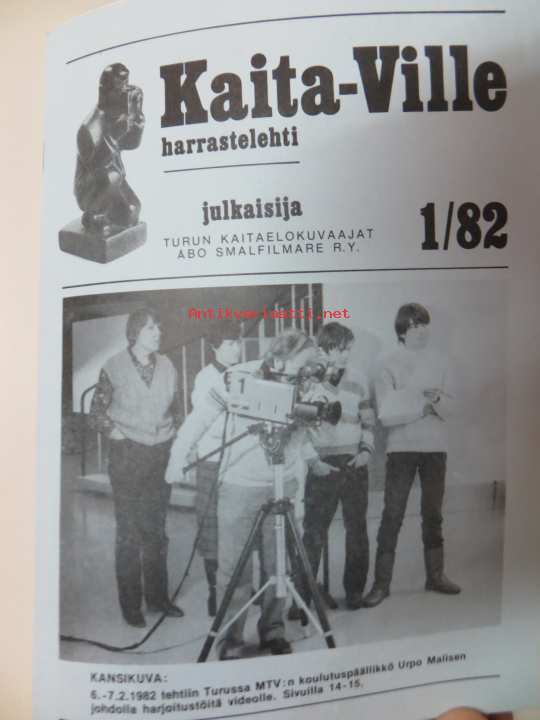 Kaita-Ville
harrastelehti
julkaisija
TURUN KAITAELOKUVAAJAT
ÅBO SMALFILMARE R.Y.
1/82
Antikvariaatti.net
1
KANSIKUVA:
6.-7.2.1982 tehtiin Turussa MTV:n koulutuspäällikkö Urpo Malisen
johdolla harjoitustöitä videolle. Sivuilla 14-15.